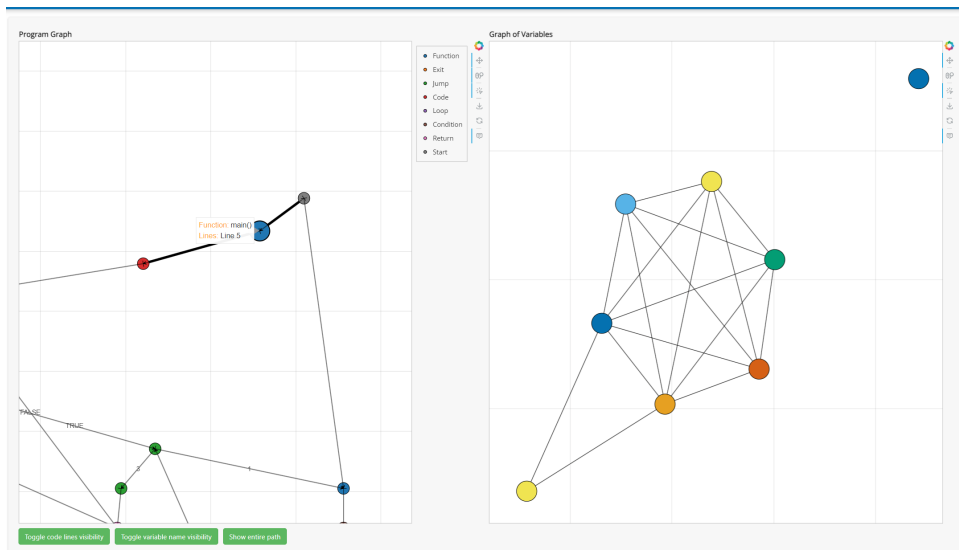 Program Graph
Function: main()
Lines: Line 5
FALSE
TRUE
3
1
Function
Exit
Jump
Code
Loop
Condition
Return
Start
Graph of Variables
Toggle code lines visibility
Toggle variable name visibility
Show entire path